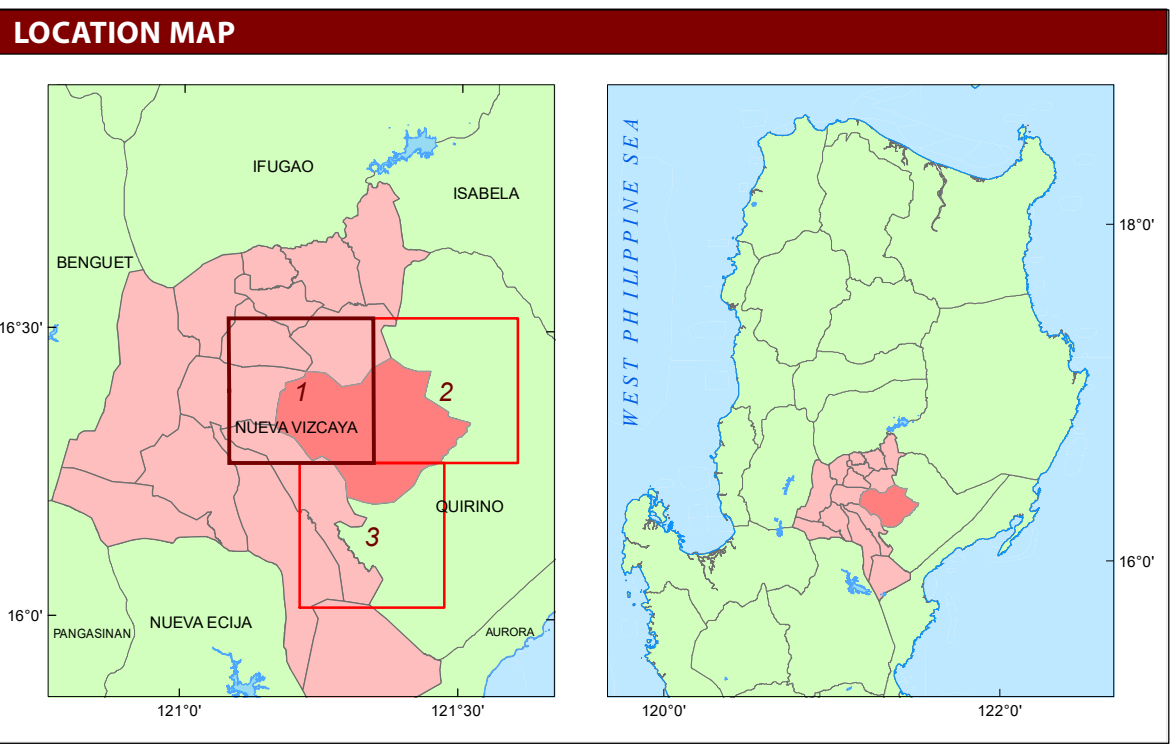 LOCATION MAP
IFUGAO
ISABELA
BENGUET
16°30'
1
2
NUEVA VIZCAYA
QUIRINO
3
16°0'
NUEVA ECIJA
PANGASINAN
AURORA
121°0'
121°30'
WEST PHILIPPINE SEA
18°0'
16°0'
120°0'
122°0'